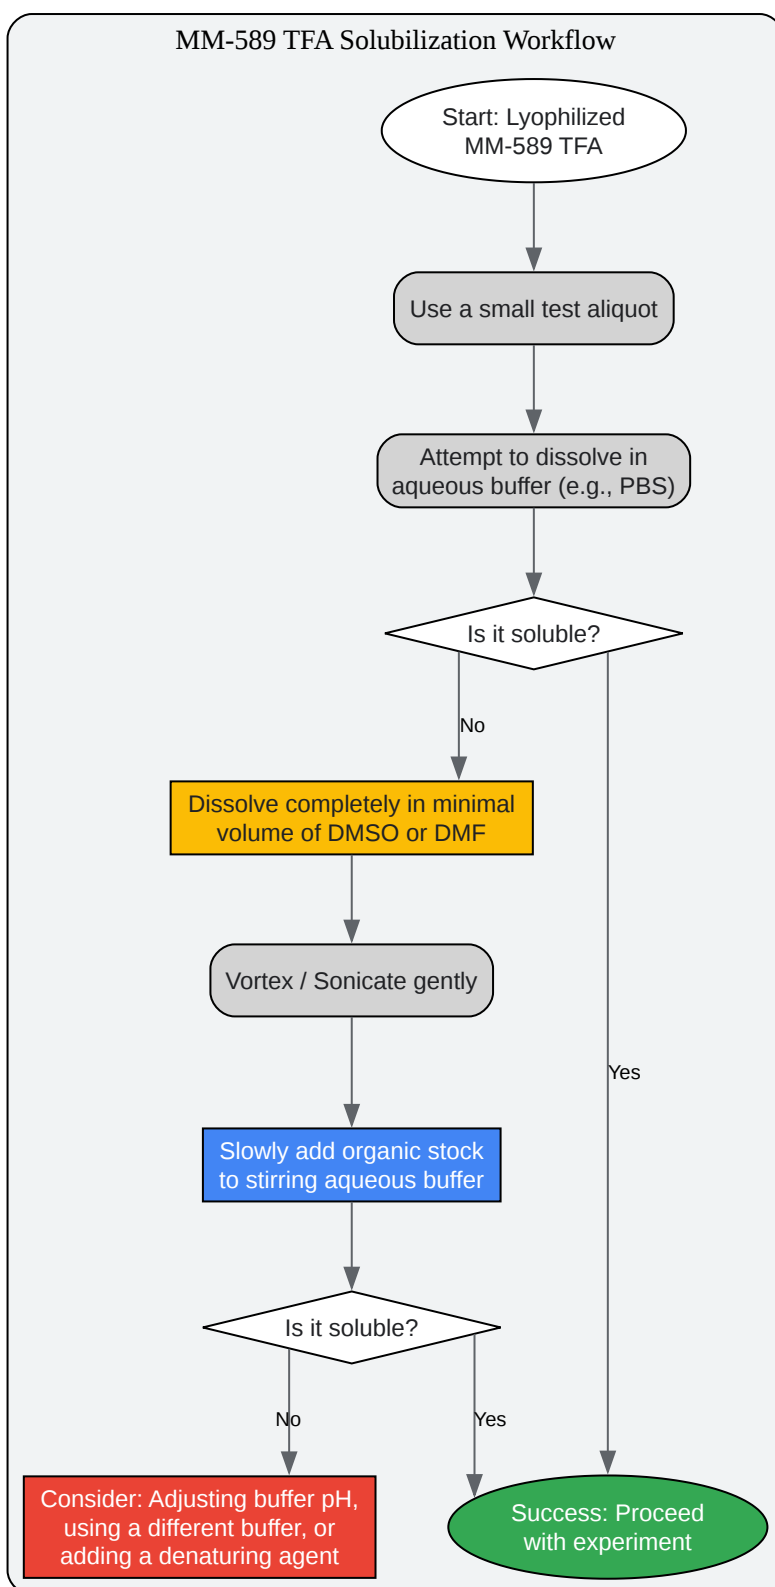 MM-589 TFA Solubilization Workflow
Start: Lyophilized
MM-589 TFA
Use a small test aliquot
Attempt to dissolve in
aqueous buffer (e.g., PBS)
Is it soluble?
No
Dissolve completely in minimal
volume of DMSO or DMF
Vortex / Sonicate gently
Yes
Slowly add organic stock
to stirring aqueous buffer
Is it soluble?
No
Yes
Consider: Adjusting buffer pH,
using a different buffer, or
adding a denaturing agent
Success: Proceed
with experiment